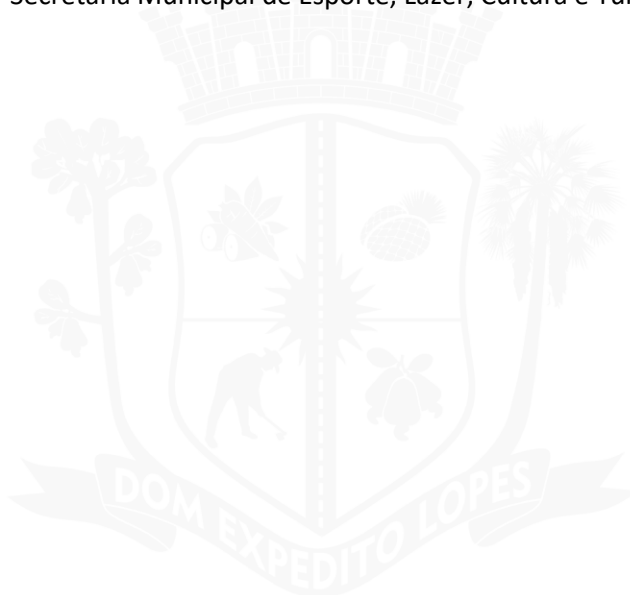 Secretaria Municipal de Esporte, Lazer, Cultura e Tur
DOM EXPEDITO LOPES